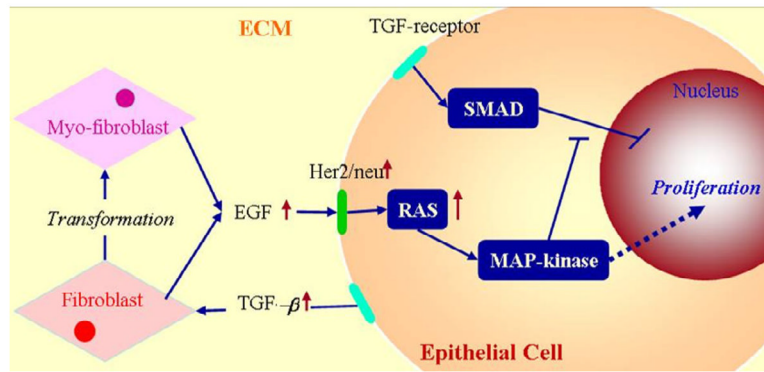 ECM
TGF-receptor
Nucleus
SMAD
Myo-fibroblast
Her2/neu
Proliferation
Transformation
EGF
RAS
MAP-kinase
Fibroblast
TGF-β
Epithelial Cell